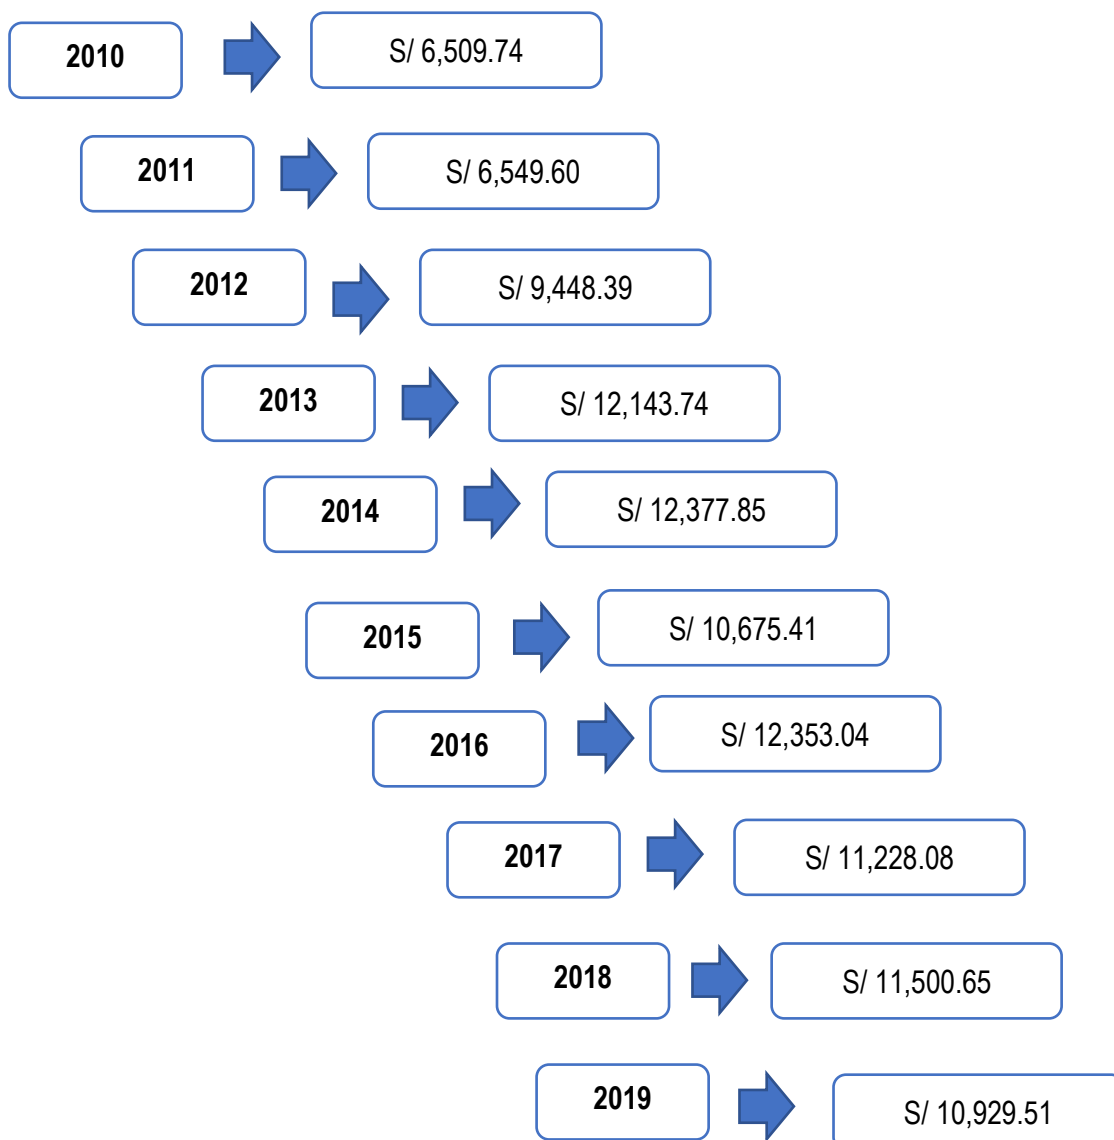 2010 S/ 6,509.74
2011 S/ 6,549.60
2012 S/ 9,448.39
2013 S/ 12,143.74
2014 S/ 12,377.85
2015 S/ 10,675.41
2016 S/ 12,353.04
2017 S/ 11,228.08
2018 S/ 11,500.65
2019 S/ 10,929.51